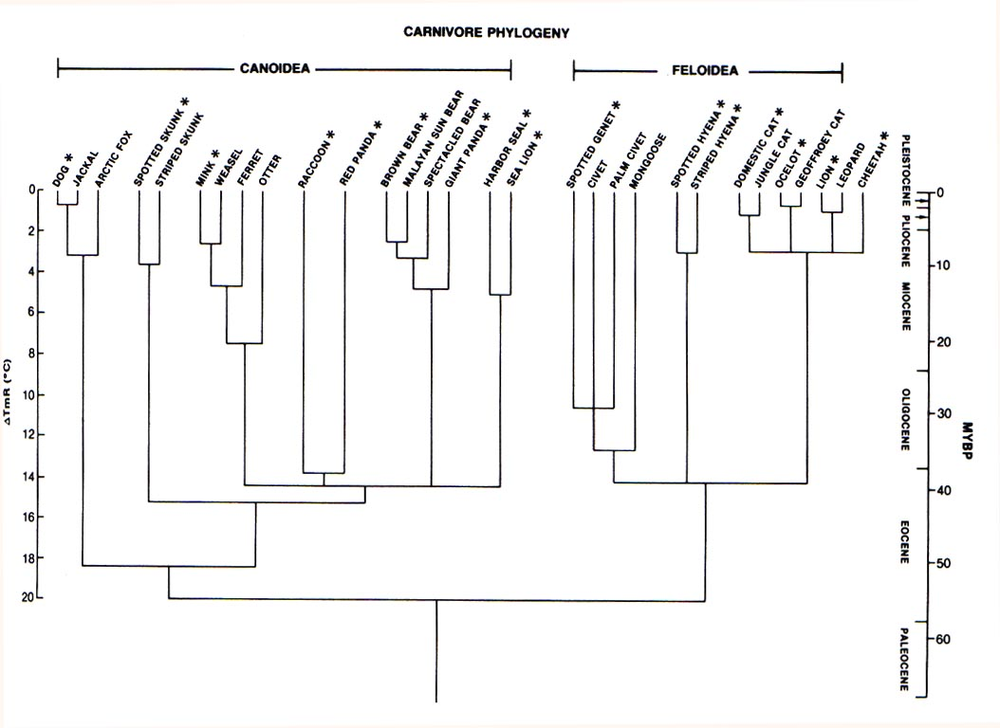 CARNIVORE PHYLOGENY
CANOIDEA
FELOIDEA
DOG *
JACKAL
ARCTIC FOX
SPOTTED SKUNK *
STRIPED SKUNK
MINK *
WEASEL
FERRET
OTTER
RACCOON *
RED PANDA *
BROWN BEAR *
MALAYAN SUN BEAR
SPECTACLED BEAR
GIANT PANDA *
HARBOR SEAL *
SEA LION *
SPOTTED GENET *
CIVET
PALM CIVET
MONGOOSE
SPOTTED HYENA *
STRIPED HYENA *
DOMESTIC CAT *
JUNGLE CAT
OCELOT *
GEOFFROEY CAT
LION *
LEOPARD
CHEETAH *
0
2
4
6
8
10
12
14
16
18
20
ΔTmR (°C)
PLEISTOCENE
PLIOCENE
MIOCENE
OLIGOCENE
EOCENE
PALEOCENE
0
10
20
30
40
50
60
MYBP